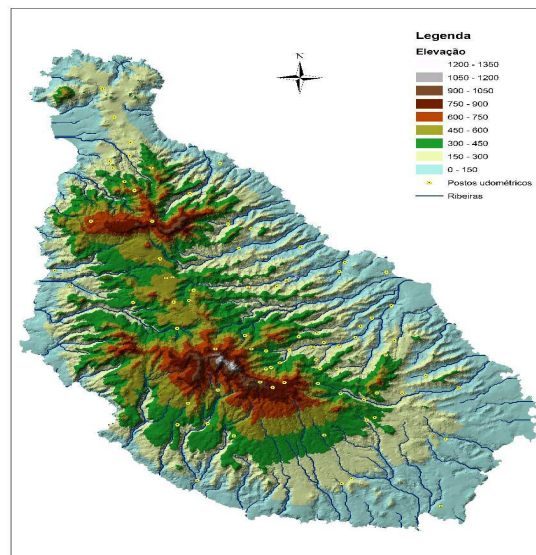 Legenda
Elevação
1200 - 1350
1050 - 1200
900 - 1050
750 - 900
600 - 750
450 - 600
300 - 450
150 - 300
0 - 150
Postos udométricos
Ribeiras
N